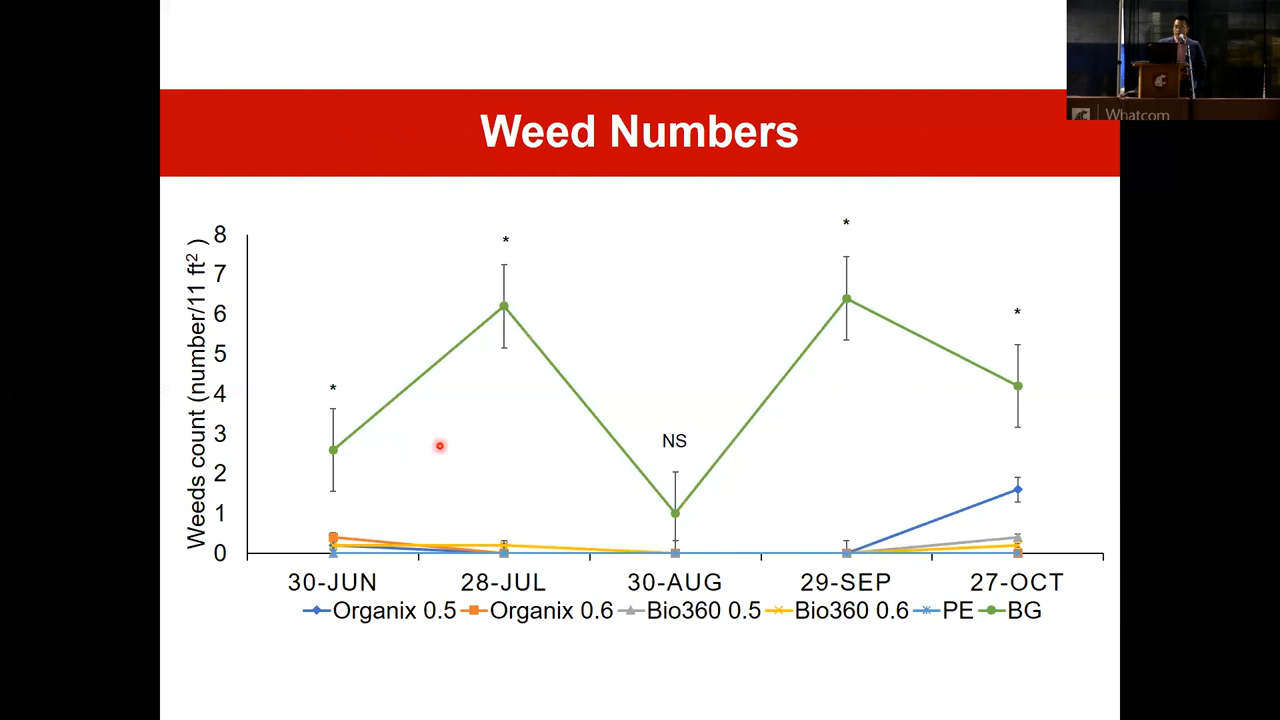 Weed Numbers
Whatcom
Weeds count (number/11 ft² )
8
7
6
5
4
3
2
1
0
*
*
NS
*
*
30-JUN 28-JUL 30-AUG 29-SEP 27-OCT
Organix 0.5 Organix 0.6 Bio360 0.5 Bio360 0.6 PE BG